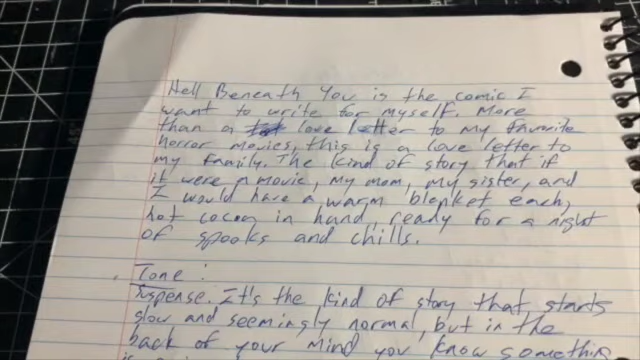 Hell Beneath You is the comic I
want to write for myself. More
than a love letter to my favorite
horror movies, this is a love letter to
my family. The kind of story that if
it were a movie, my mom, my sister, and
I would have a warm blenket each,
hot cocoa in hand, ready for a night
of spooks and chills.
Tone:
Suspense. It's the kind of story that starts
slow and seemingly normal, but in the
back of your mind you know something